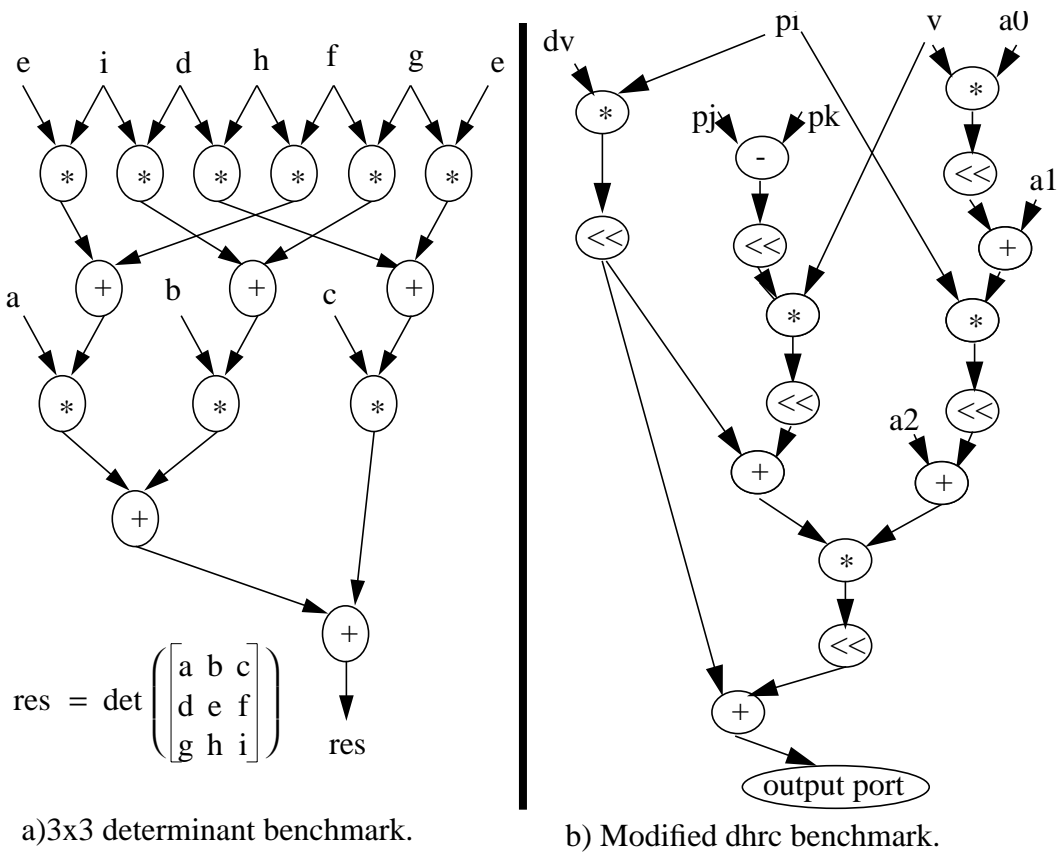 e i d h f g e
* * * * * *
+ + +
a b c
* * *
+
+
res = det
a b c
d e f
g h i
res
a)3x3 determinant benchmark.
dv pi v a0
* *
pj pk
-
<< <<
a1
<< +
* *
<< <<
a2
+ +
*
<<
+
output port
b) Modified dhrc benchmark.